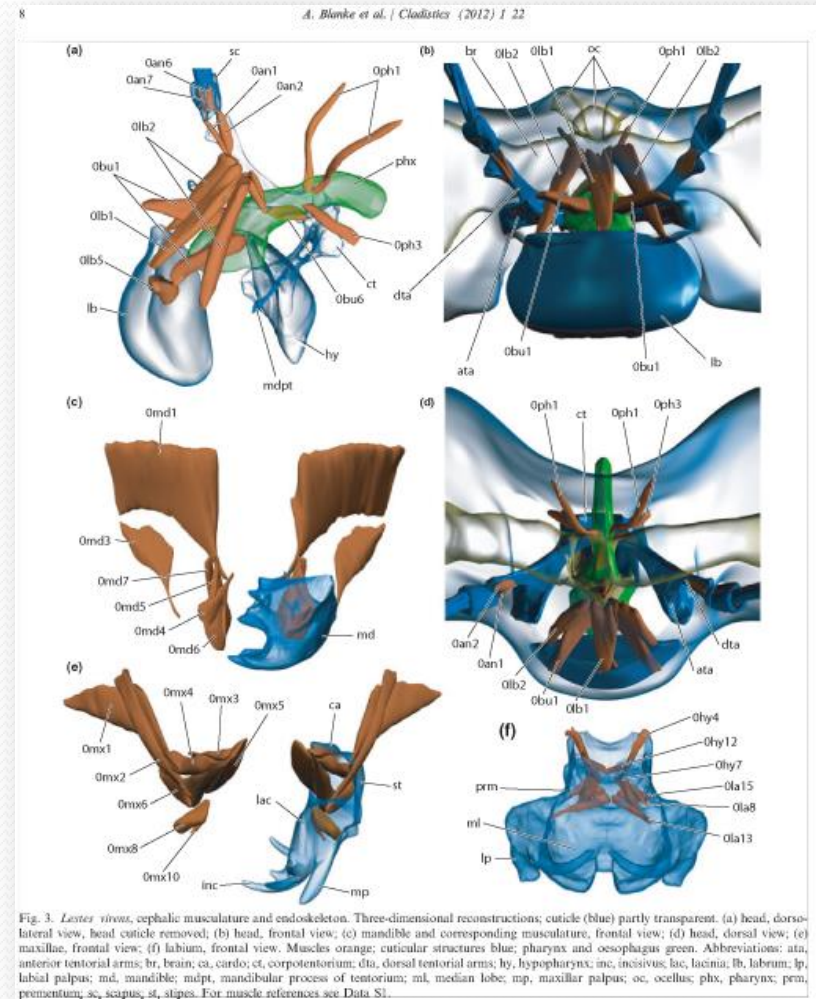 8
A. Blanke et al. / Cladistics (2012) 1 22
(a)
0an6
sc
0an7
0an1
0an2
0ph1
0lb2
0bu1
phx
0lb1
0lb5
lb
0ph3
ct
0bu6
hy
mdpt
(b)
br
0lb2
0lb1
oc
0ph1
0lb2
dta
ata
0bu1
0bu1
lb
(c)
0md1
0md3
0md7
0md5
0md4
0md6
md
(d)
0ph1
ct
0ph1
0ph3
0an2
0an1
0lb2
0bu1
0lb1
dta
ata
(e)
0mx4
0mx3
0mx5
ca
0mx1
0mx2
0mx6
0mx8
0mx10
lac
st
inc
mp
(f)
0hy4
0hy12
0hy7
prm
0la15
0la8
ml
0la13
lp
Fig. 3. Lestes virens, cephalic musculature and endoskeleton. Three-dimensional reconstructions; cuticle (blue) partly transparent. (a) head, dorso-
lateral view, head cuticle removed; (b) head, frontal view; (c) mandible and corresponding musculature, frontal view; (d) head, dorsal view; (e)
maxillae, frontal view; (f) labium, frontal view. Muscles orange; cuticular structures blue; pharynx and oesophagus green. Abbreviations: ata,
anterior tentorial arms; br, brain; ca, cardo; ct, corpotentorium; dta, dorsal tentorial arms; hy, hypopharynx; inc, incisivus; lac, lacinia; lb, labrum; lp,
labial palpus; md, mandible; mdpt, mandibular process of tentorium; ml, median lobe; mp, maxillar palpus; oc, ocellus; phx, pharynx; prm,
prementum; sc, scapus; st, stipes. For muscle references see Data S1.